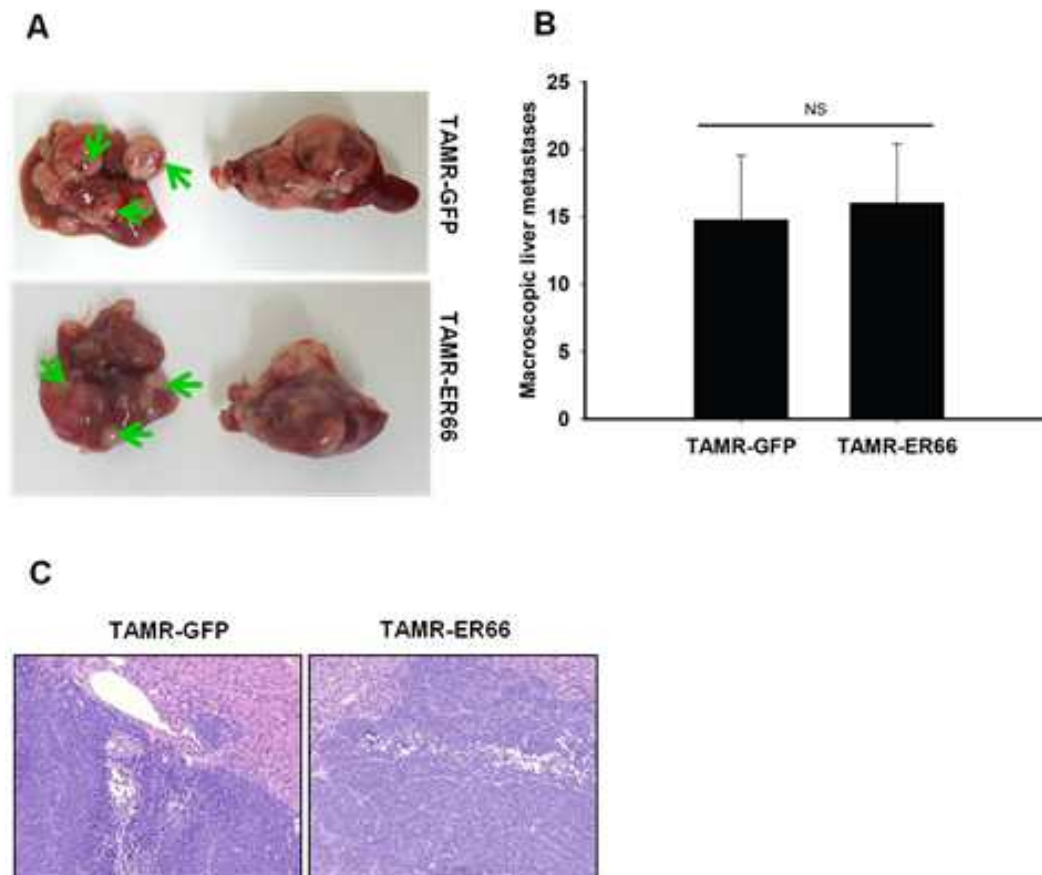 A
TAMR-GFP
TAMR-ER66
B
Macroscopic liver metastases
25
20
15
10
5
0
NS
TAMR-GFP
TAMR-ER66
C
TAMR-GFP
TAMR-ER66